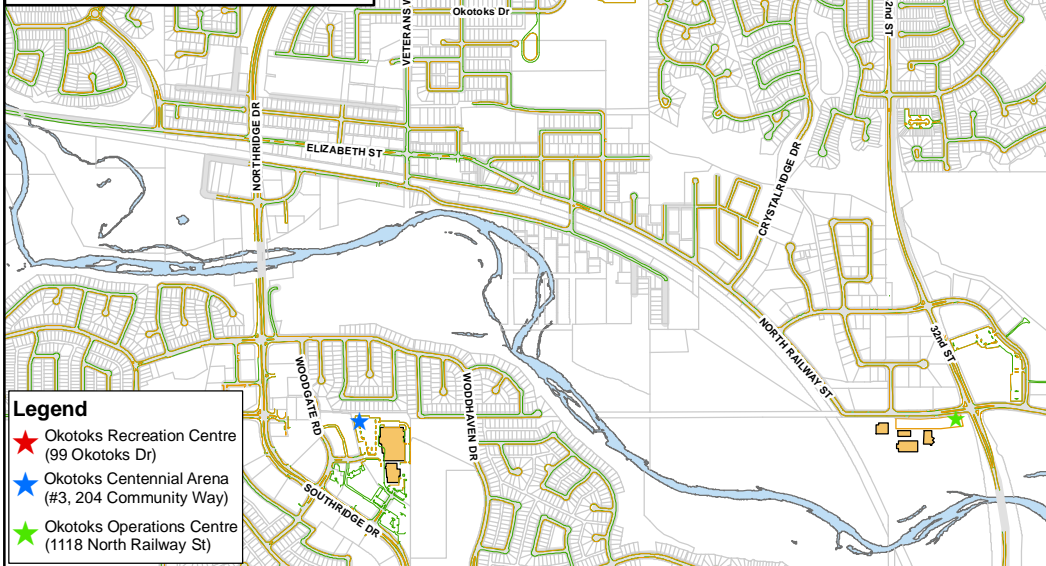 Okotoks Dr
VETERANS W
2nd ST
NORTHRIDGE DR
ELIZABETH ST
CRYSTALRIDGE DR
NORTH RAILWAY ST
32nd ST
WOODGATE RD
WODDHAVEN DR
SOUTHRIDGE DR
Legend
Okotoks Recreation Centre
(99 Okotoks Dr)
Okotoks Centennial Arena
(#3, 204 Community Way)
Okotoks Operations Centre
(1118 North Railway St)